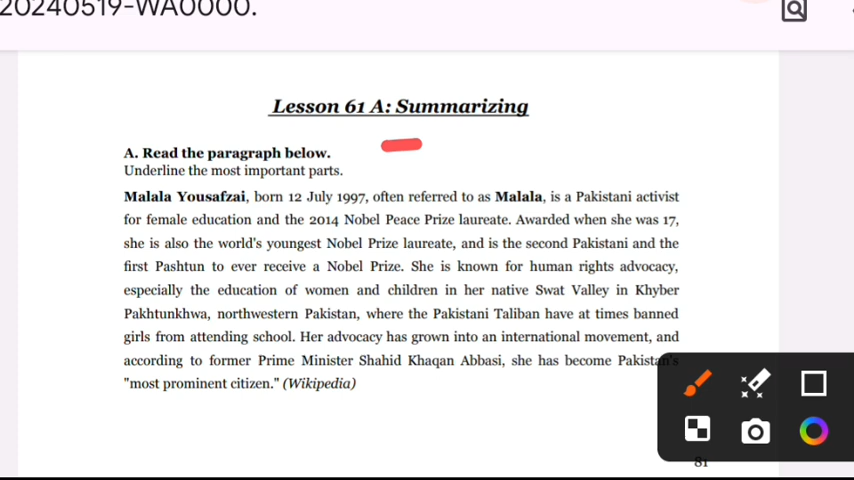 20240519-WA0000.
Lesson 61 A: Summarizing
A. Read the paragraph below.
Underline the most important parts.
Malala Yousafzai, born 12 July 1997, often referred to as Malala, is a Pakistani activist
for female education and the 2014 Nobel Peace Prize laureate. Awarded when she was 17,
she is also the world's youngest Nobel Prize laureate, and is the second Pakistani and the
first Pashtun to ever receive a Nobel Prize. She is known for human rights advocacy,
especially the education of women and children in her native Swat Valley in Khyber
Pakhtunkhwa, northwestern Pakistan, where the Pakistani Taliban have at times banned
girls from attending school. Her advocacy has grown into an international movement, and
according to former Prime Minister Shahid Khaqan Abbasi, she has become Pakistan's
"most prominent citizen." (Wikipedia)
81